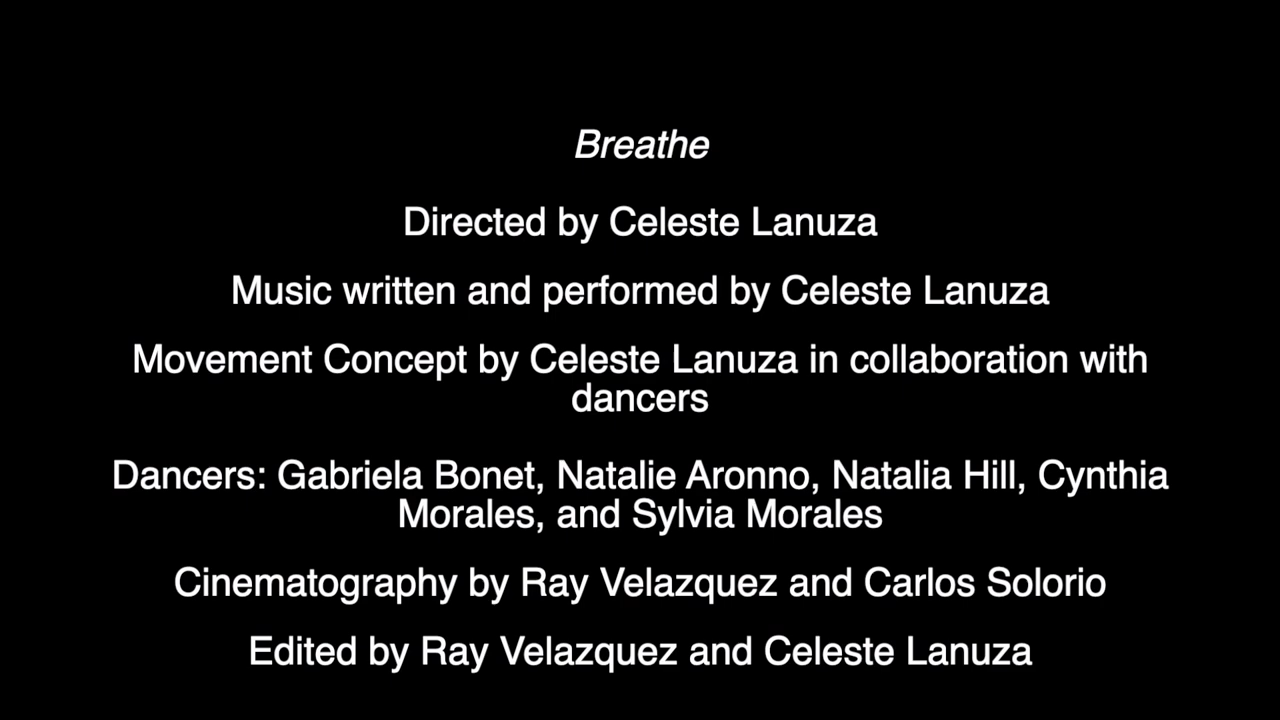 Breathe
Directed by Celeste Lanuza
Music written and performed by Celeste Lanuza
Movement Concept by Celeste Lanuza in collaboration with
dancers
Dancers: Gabriela Bonet, Natalie Aronno, Natalia Hill, Cynthia
Morales, and Sylvia Morales
Cinematography by Ray Velazquez and Carlos Solorio
Edited by Ray Velazquez and Celeste Lanuza